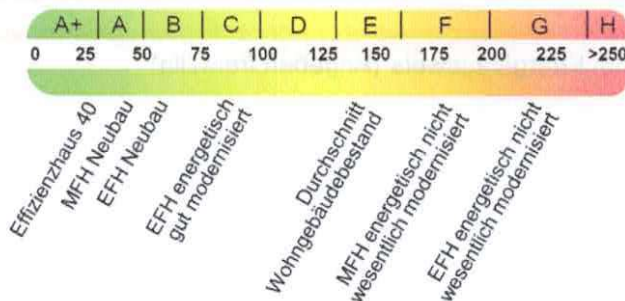 A+ A B C D E F G H
0 25 50 75 100 125 150 175 200 225 >250
Effizienzhaus 40
MFH Neubau
EFH Neubau
EFH energetisch
gut modernisiert
Durchschnitt
Wohngebäudebestand
MFH energetisch nicht
wesentlich modernisiert
EFH energetisch nicht
wesentlich modernisiert